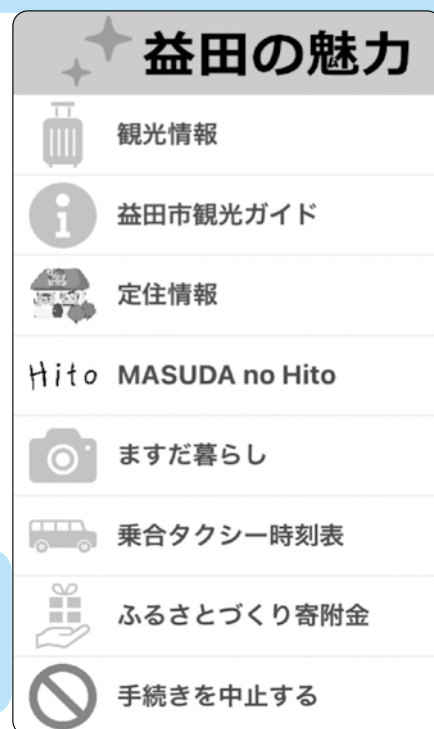 益田の魅力
観光情報
益田市観光ガイド
定住情報
Hito MASUDA no Hito
ますだ暮らし
乗合タクシー時刻表
ふるさとづくり寄附金
手続きを中止する